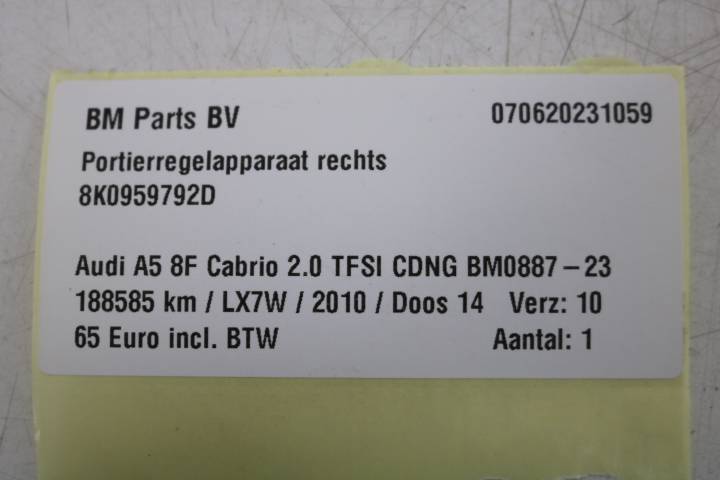 BM Parts BV 070620231059
Portierregelapparaat rechts
8K0959792D
Audi A5 8F Cabrio 2.0 TFSI CDNG BM0887-23
188585 km / LX7W / 2010 / Doos 14 Verz: 10
65 Euro incl. BTW Aantal: 1